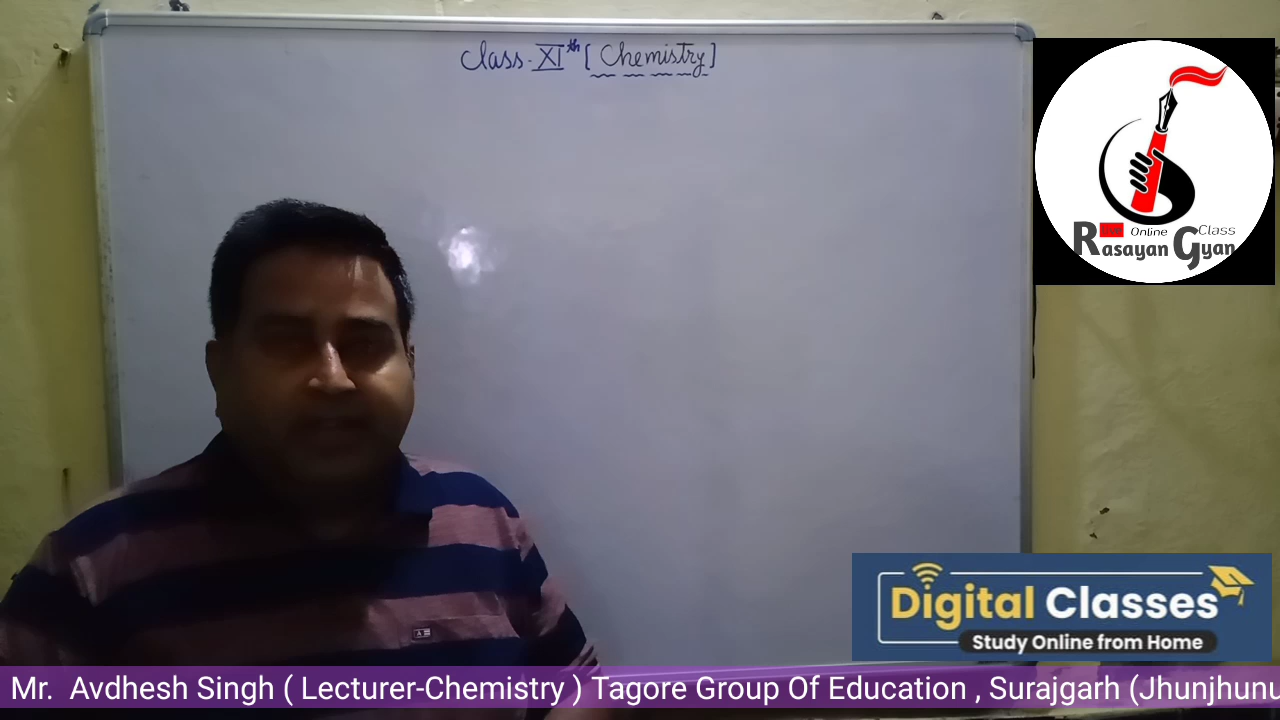 Class-XIth [Chemistry]
Rasayan Gyan
Live Online Class
Digital Classes
Study Online from Home
Mr. Avdhesh Singh ( Lecturer-Chemistry ) Tagore Group Of Education , Surajgarh (Jhunjhunu